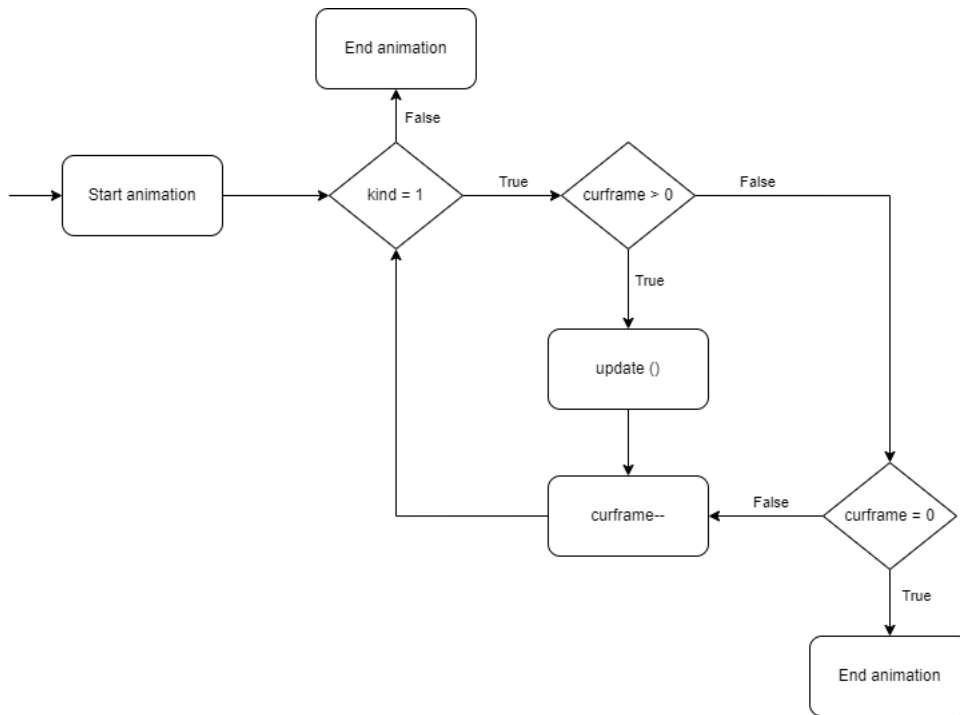 End animation
False
Start animation
kind = 1
True
curframe > 0
False
True
update ()
curframe--
False
curframe = 0
True
End animation